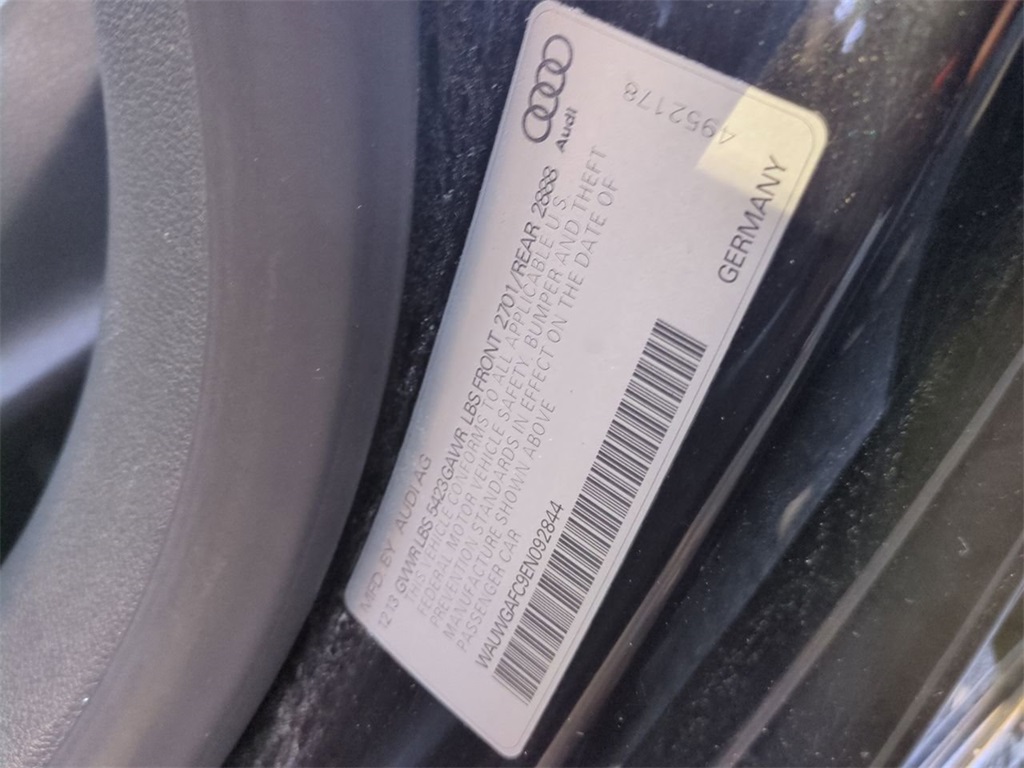 Audi
4952178
MFD BY AUDI AG
12 13 GVWR LBS 5423 GAWR LBS FRONT 2701/REAR 2888
THIS VEHICLE CONFORMS TO ALL APPLICABLE U.S.
FEDERAL MOTOR VEHICLE SAFETY, BUMPER AND THEFT
PREVENTION STANDARDS IN EFFECT ON THE DATE OF
MANUFACTURE SHOWN ABOVE
PASSENGER CAR
WAUWGAFC9EN092844
GERMANY